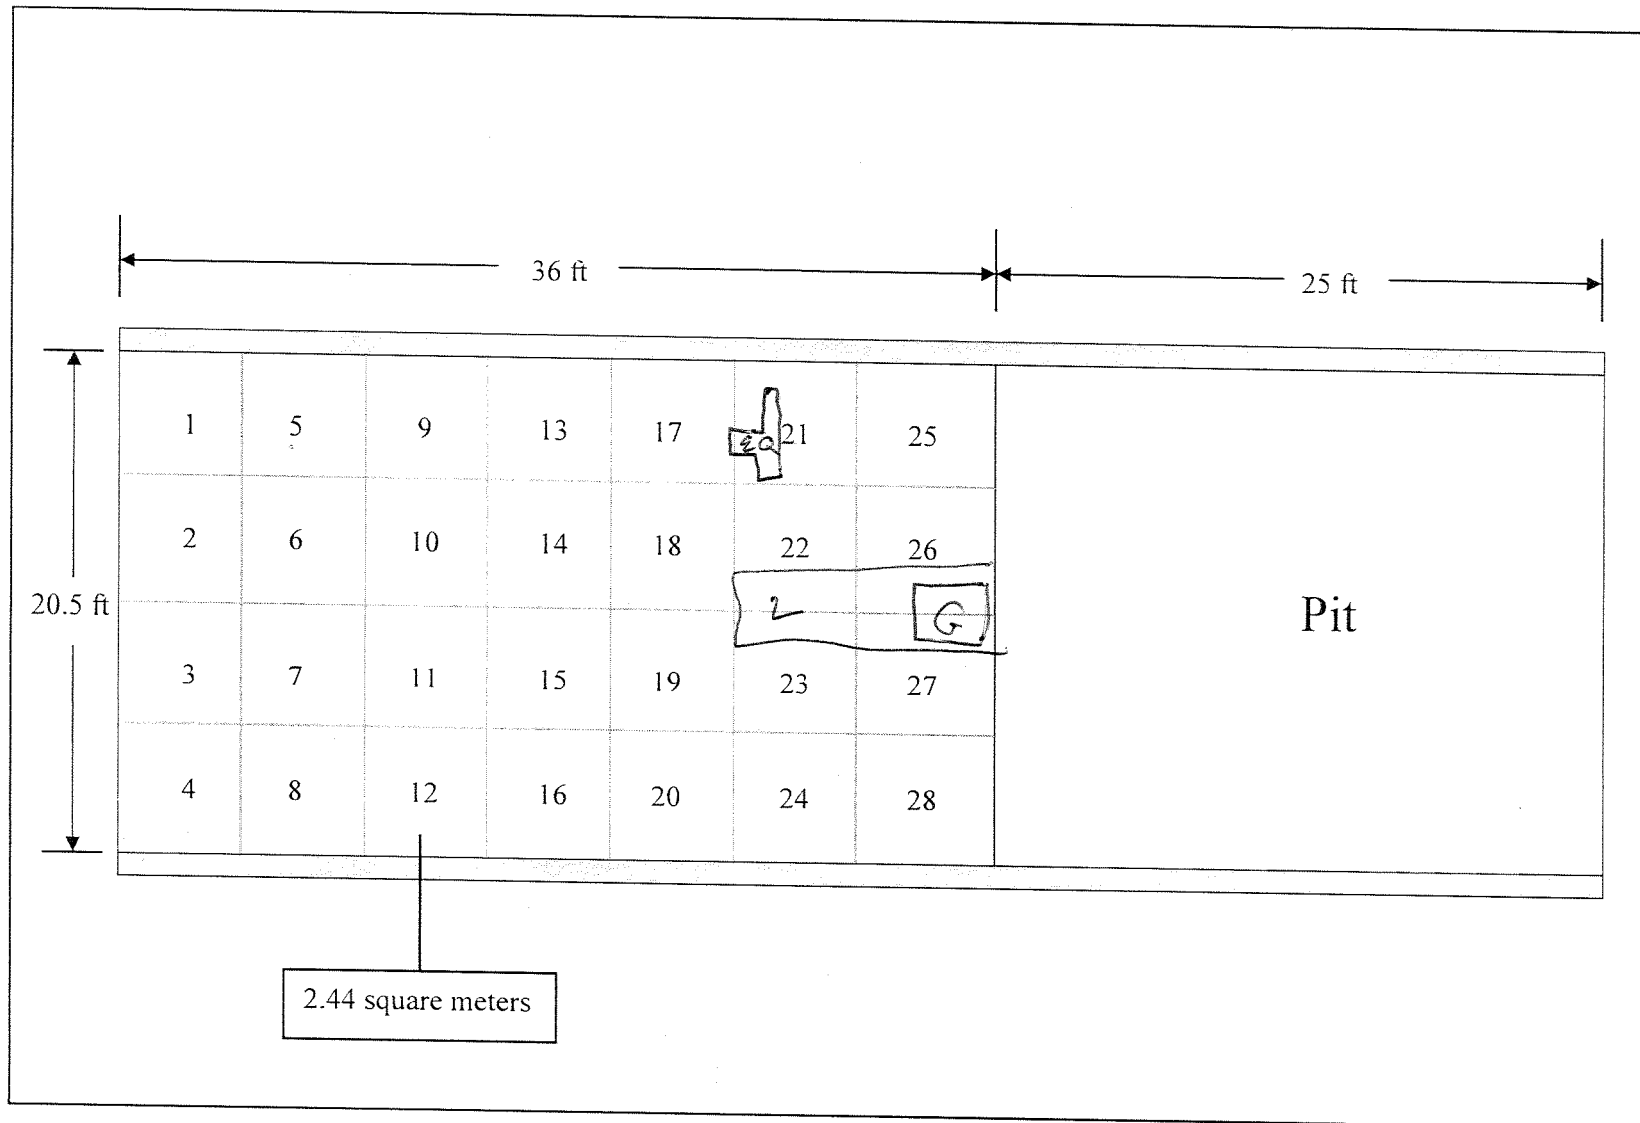 36 ft
25 ft
1 5 9 13 17 EQ 21 25
2 6 10 14 18 22 26
20.5 ft
2 G
Pit
3 7 11 15 19 23 27
4 8 12 16 20 24 28
2.44 square meters